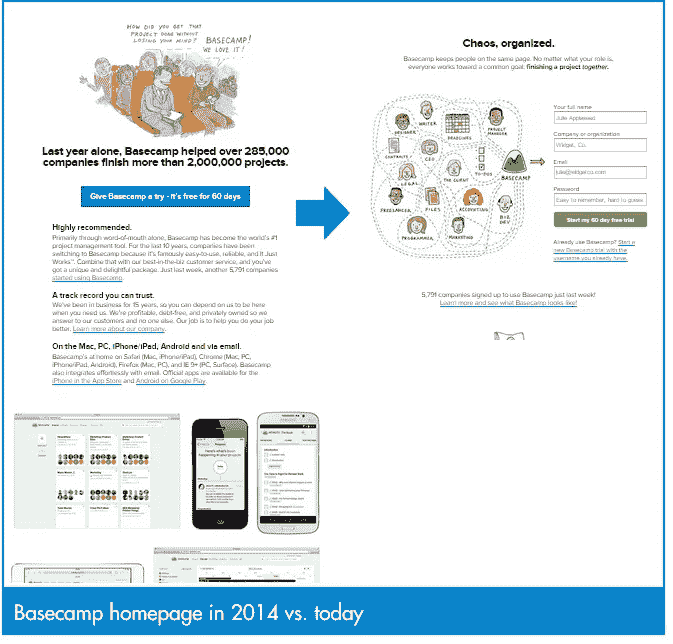 HOW DID YOU GET THAT
PROJECT DONE WITHOUT
LOSING YOUR MIND?
BASECAMP!
WE LOVE IT!
Last year alone, Basecamp helped over 285,000
companies finish more than 2,000,000 projects.
Give Basecamp a try - it's free for 60 days
Highly recommended.
Primarily through word-of-mouth alone, Basecamp has become the world's #1
project management tool. For the last 10 years, companies have been
switching to Basecamp because it's famously easy-to-use, reliable, and It Just
Works™. Combine that with our best-in-the-biz customer service, and you've
got a unique and delightful package. Just last week, another 5,791 companies
started using Basecamp.
A track record you can trust.
We've been in business for 15 years, so you can depend on us to be here
when you need us. We're profitable, debt-free, and privately owned so we
answer to our customers and no one else. Our job is to help you do your job
better. Learn more about our company.
On the Mac, PC, iPhone/iPad, Android and via email.
Basecamp's at home on Safari (Mac, iPhone/iPad), Chrome (Mac, PC,
iPhone/iPad, Android), Firefox (Mac, PC), and IE 9+ (PC, Surface). Basecamp
also integrates effortlessly with email. Official apps are available for the
iPhone in the App Store and Android on Google Play.
Chaos, organized.
Basecamp keeps people on the same page. No matter what your role is,
everyone works toward a common goal: finishing a project together.
DESIGNER
WRITER
DEADLINES
PROJECT
MANAGER
CONTRACTS
CEO
TO-DOS
LEGAL
THE CLIENT
BASECAMP
FREELANCER
FILES
ACCOUNTING
BIZ
DEV
PROGRAMMER
MARKETING
Your full name
Julie Appleseed
Company or organization
Widget, Co.
Email
julie@widgetco.com
Password
Easy to remember, hard to guess
Start my 60 day free trial
Already use Basecamp? Start a
new Basecamp trial with the
username you already have.
5,791 companies signed up to use Basecamp just last week!
Learn more and see what Basecamp looks like!
Basecamp homepage in 2014 vs. today